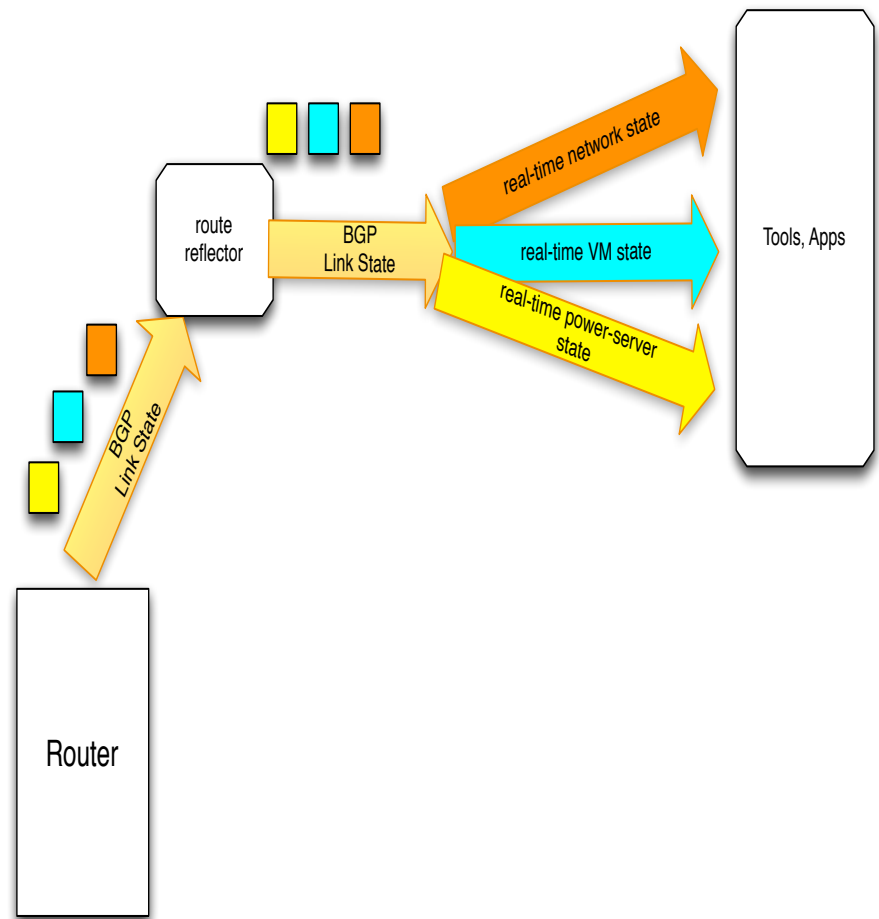 real-time network state
route
reflector
BGP
Link State
real-time VM state
Tools, Apps
real-time power-server
state
BGP
Link State
Router